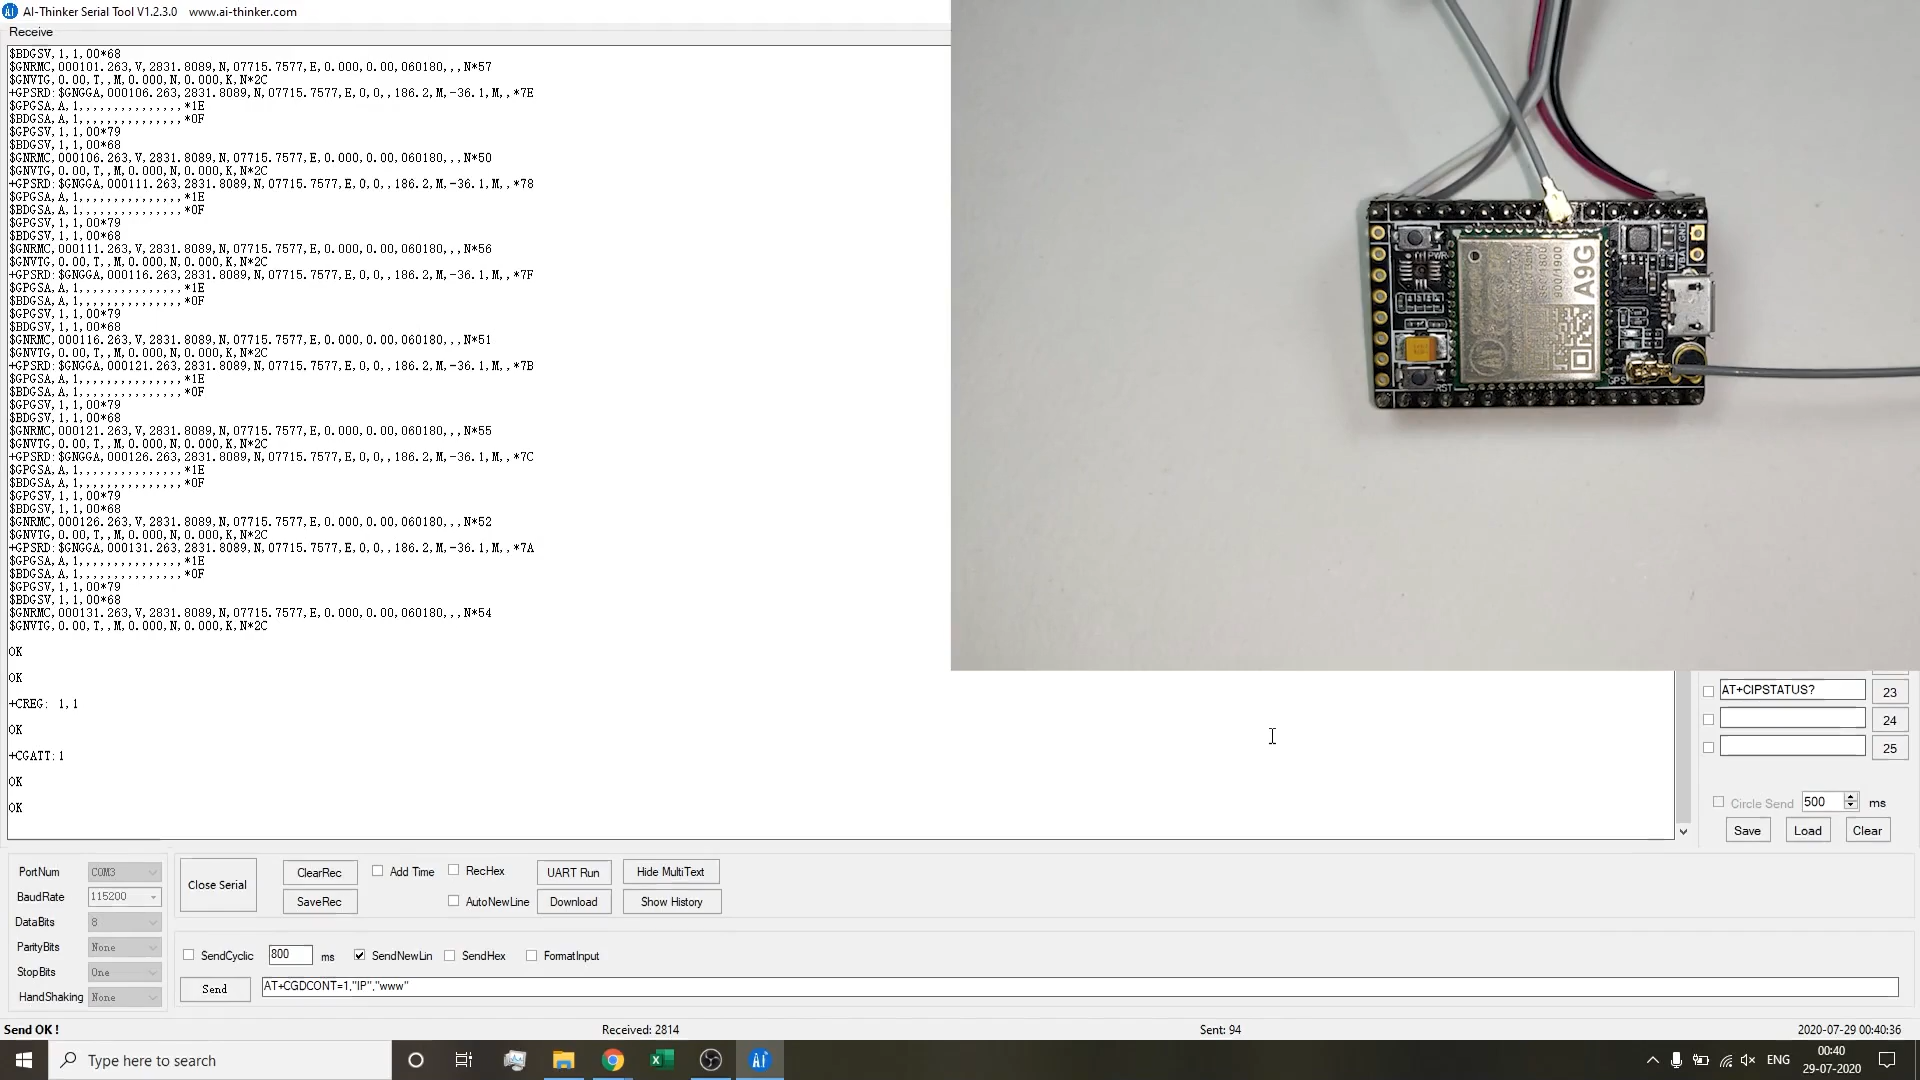 AI-Thinker Serial Tool V1.2.3.0 www.ai-thinker.com
Receive
$BDGSV,1,1,00*68
$GNRMC,000101.263,V,2831.8089,N,07715.7577,E,0.000,0.00,060180,,,N*57
$GNVTG,0.00,T,,M,0.000,N,0.000,K,N*2C
+GPSRD:$GNGGA,000106.263,2831.8089,N,07715.7577,E,0,0,,186.2,M,-36.1,M,,*7E
$GPGSA,A,1,,,,,,,,,,,,,,,*1E
$BDGSA,A,1,,,,,,,,,,,,,,,*0F
$GPGSV,1,1,00*79
$BDGSV,1,1,00*68
$GNRMC,000106.263,V,2831.8089,N,07715.7577,E,0.000,0.00,060180,,,N*50
$GNVTG,0.00,T,,M,0.000,N,0.000,K,N*2C
+GPSRD:$GNGGA,000111.263,2831.8089,N,07715.7577,E,0,0,,186.2,M,-36.1,M,,*78
$GPGSA,A,1,,,,,,,,,,,,,,,*1E
$BDGSA,A,1,,,,,,,,,,,,,,,*0F
$GPGSV,1,1,00*79
$BDGSV,1,1,00*68
$GNRMC,000111.263,V,2831.8089,N,07715.7577,E,0.000,0.00,060180,,,N*56
$GNVTG,0.00,T,,M,0.000,N,0.000,K,N*2C
+GPSRD:$GNGGA,000116.263,2831.8089,N,07715.7577,E,0,0,,186.2,M,-36.1,M,,*7F
$GPGSA,A,1,,,,,,,,,,,,,,,*1E
$BDGSA,A,1,,,,,,,,,,,,,,,*0F
$GPGSV,1,1,00*79
$BDGSV,1,1,00*68
$GNRMC,000116.263,V,2831.8089,N,07715.7577,E,0.000,0.00,060180,,,N*51
$GNVTG,0.00,T,,M,0.000,N,0.000,K,N*2C
+GPSRD:$GNGGA,000121.263,2831.8089,N,07715.7577,E,0,0,,186.2,M,-36.1,M,,*7B
$GPGSA,A,1,,,,,,,,,,,,,,,*1E
$BDGSA,A,1,,,,,,,,,,,,,,,*0F
$GPGSV,1,1,00*79
$BDGSV,1,1,00*68
$GNRMC,000121.263,V,2831.8089,N,07715.7577,E,0.000,0.00,060180,,,N*55
$GNVTG,0.00,T,,M,0.000,N,0.000,K,N*2C
+GPSRD:$GNGGA,000126.263,2831.8089,N,07715.7577,E,0,0,,186.2,M,-36.1,M,,*7C
$GPGSA,A,1,,,,,,,,,,,,,,,*1E
$BDGSA,A,1,,,,,,,,,,,,,,,*0F
$GPGSV,1,1,00*79
$BDGSV,1,1,00*68
$GNRMC,000126.263,V,2831.8089,N,07715.7577,E,0.000,0.00,060180,,,N*52
$GNVTG,0.00,T,,M,0.000,N,0.000,K,N*2C
+GPSRD:$GNGGA,000131.263,2831.8089,N,07715.7577,E,0,0,,186.2,M,-36.1,M,,*7A
$GPGSA,A,1,,,,,,,,,,,,,,,*1E
$BDGSA,A,1,,,,,,,,,,,,,,,*0F
$GPGSV,1,1,00*79
$BDGSV,1,1,00*68
$GNRMC,000131.263,V,2831.8089,N,07715.7577,E,0.000,0.00,060180,,,N*54
$GNVTG,0.00,T,,M,0.000,N,0.000,K,N*2C
OK
OK
+CREG: 1,1
OK
+CGATT:1
OK
OK
PWR
A9G
900/1800
GND
GPS
RST
AT+CIPSTATUS? 23
24
25
Circle Send 500 ms
Save Load Clear
PortNum COM3
BaudRate 115200
DataBits 8
ParityBits None
StopBits One
HandShaking None
Close Serial
ClearRec Add Time RecHex UART Run Hide MultiText
SaveRec AutoNewLine Download Show History
SendCyclic 800 ms SendNewLin SendHex FormatInput
Send AT+CGDCONT=1,"IP","www"
Send OK ! Received: 2814 Sent: 94 2020-07-29 00:40:36
Type here to search
ENG
00:40
29-07-2020